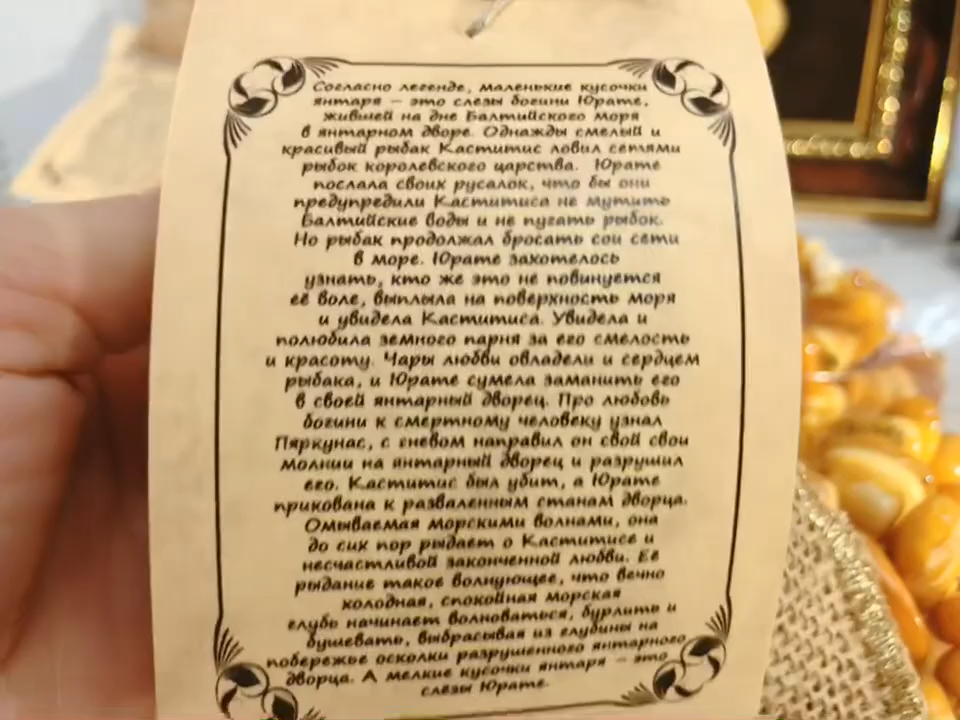 Согласно легенде, маленькие кусочки
янтаря – это слезы богини Юрате,
жившей на дне Балтийского моря
в янтарном дворе. Однажды смелый и
красивый рыбак Каститис ловил сетями
рыбок королевского царства. Юрате
послала своих русалок, что бы они
предупредили Каститиса не мутить
Балтийские воды и не пугать рыбок.
Но рыбак продолжал бросать сои сети
в море. Юрате захотелось
узнать, кто же это не повинуется
её воле, выплыла на поверхность моря
и увидела Каститиса. Увидела и
полюбила земного парня за его смелость
и красоту. Чары любви овладели и сердцем
рыбака, и Юрате сумела заманить его
в своей янтарный дворец. Про любовь
богини к смертному человеку узнал
Пяркунас, с гневом направил он свой свои
молнии на янтарный дворец и разрушил
его. Каститис был убит, а Юрате
прикована к разваленным станам дворца.
Омываемая морскими волнами, она
до сих пор рыдает о Каститисе и
несчастливой законченной любви. Её
рыдание такое волнующее, что вечно
холодная, спокойная морская
глубь начинает волноваться, бурлить и
бушевать, выбрасывая из глубины на
побережье осколки разрушенного янтарного
дворца. А мелкие кусочки янтаря – это
слёзы Юрате.